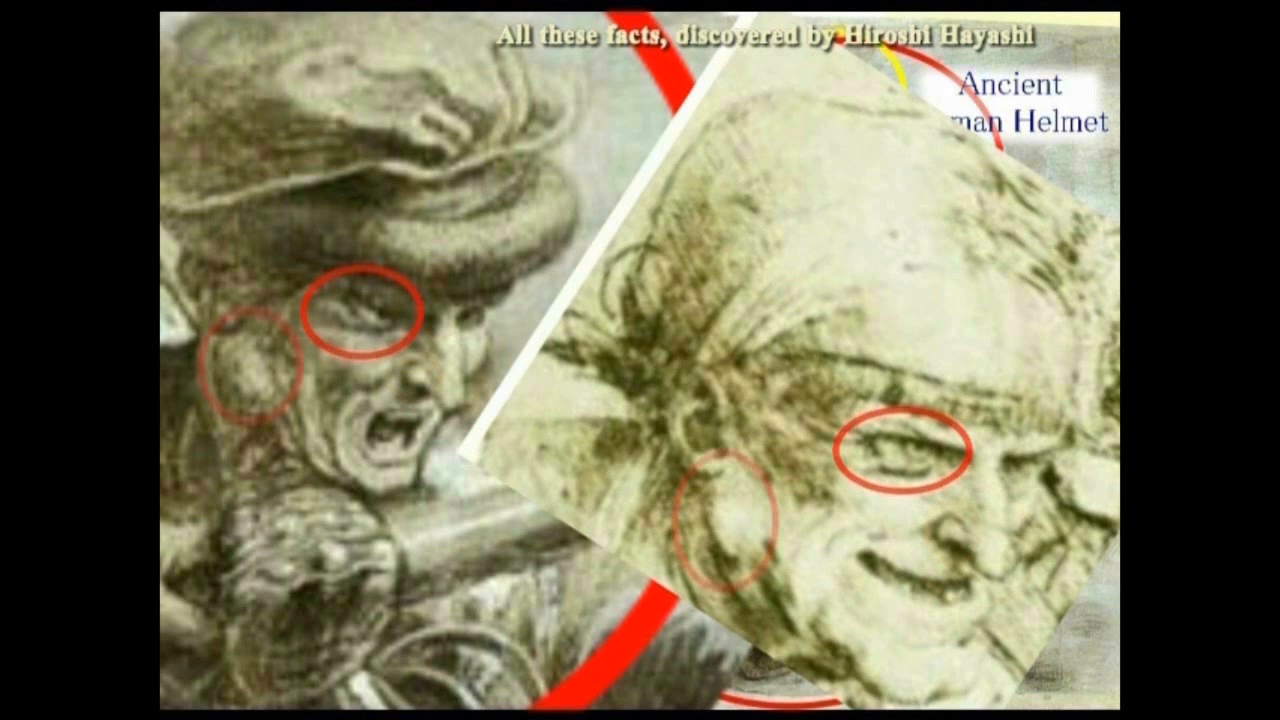 All these facts, discovered by Hiroshi Hayashi
Ancient
man Helmet